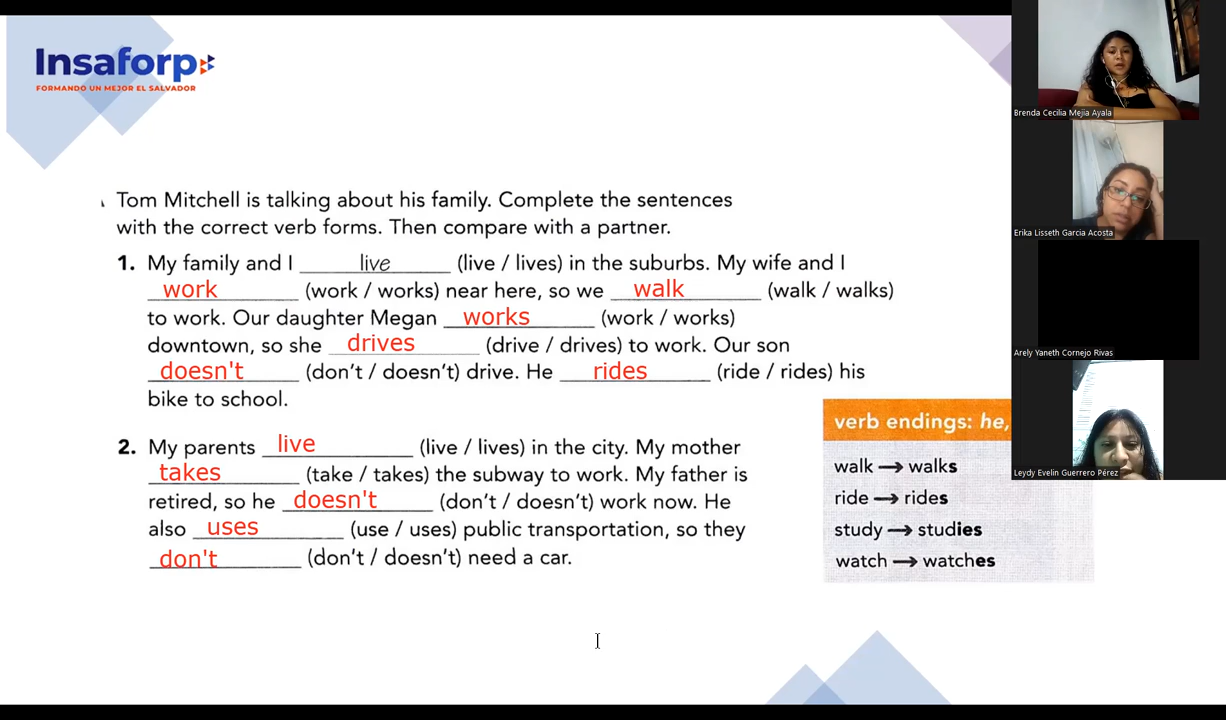 Insaforp
FORMANDO UN MEJOR EL SALVADOR
Tom Mitchell is talking about his family. Complete the sentences
with the correct verb forms. Then compare with a partner.
1. My family and I live (live / lives) in the suburbs. My wife and I
work (work / works) near here, so we walk (walk / walks)
to work. Our daughter Megan works (work / works)
downtown, so she drives (drive / drives) to work. Our son
doesn't (don't / doesn't) drive. He rides (ride / rides) his
bike to school.
2. My parents live (live / lives) in the city. My mother
takes (take / takes) the subway to work. My father is
retired, so he doesn't (don't / doesn't) work now. He
also uses (use / uses) public transportation, so they
don't (don't / doesn't) need a car.
verb endings: he,
walk → walks
ride → rides
study → studies
watch → watches
Brenda Cecilia Mejia Ayala
Erika Lisseth Garcia Acosta
Arely Yaneth Cornejo Rivas
Leydy Evelin Guerrero Pérez